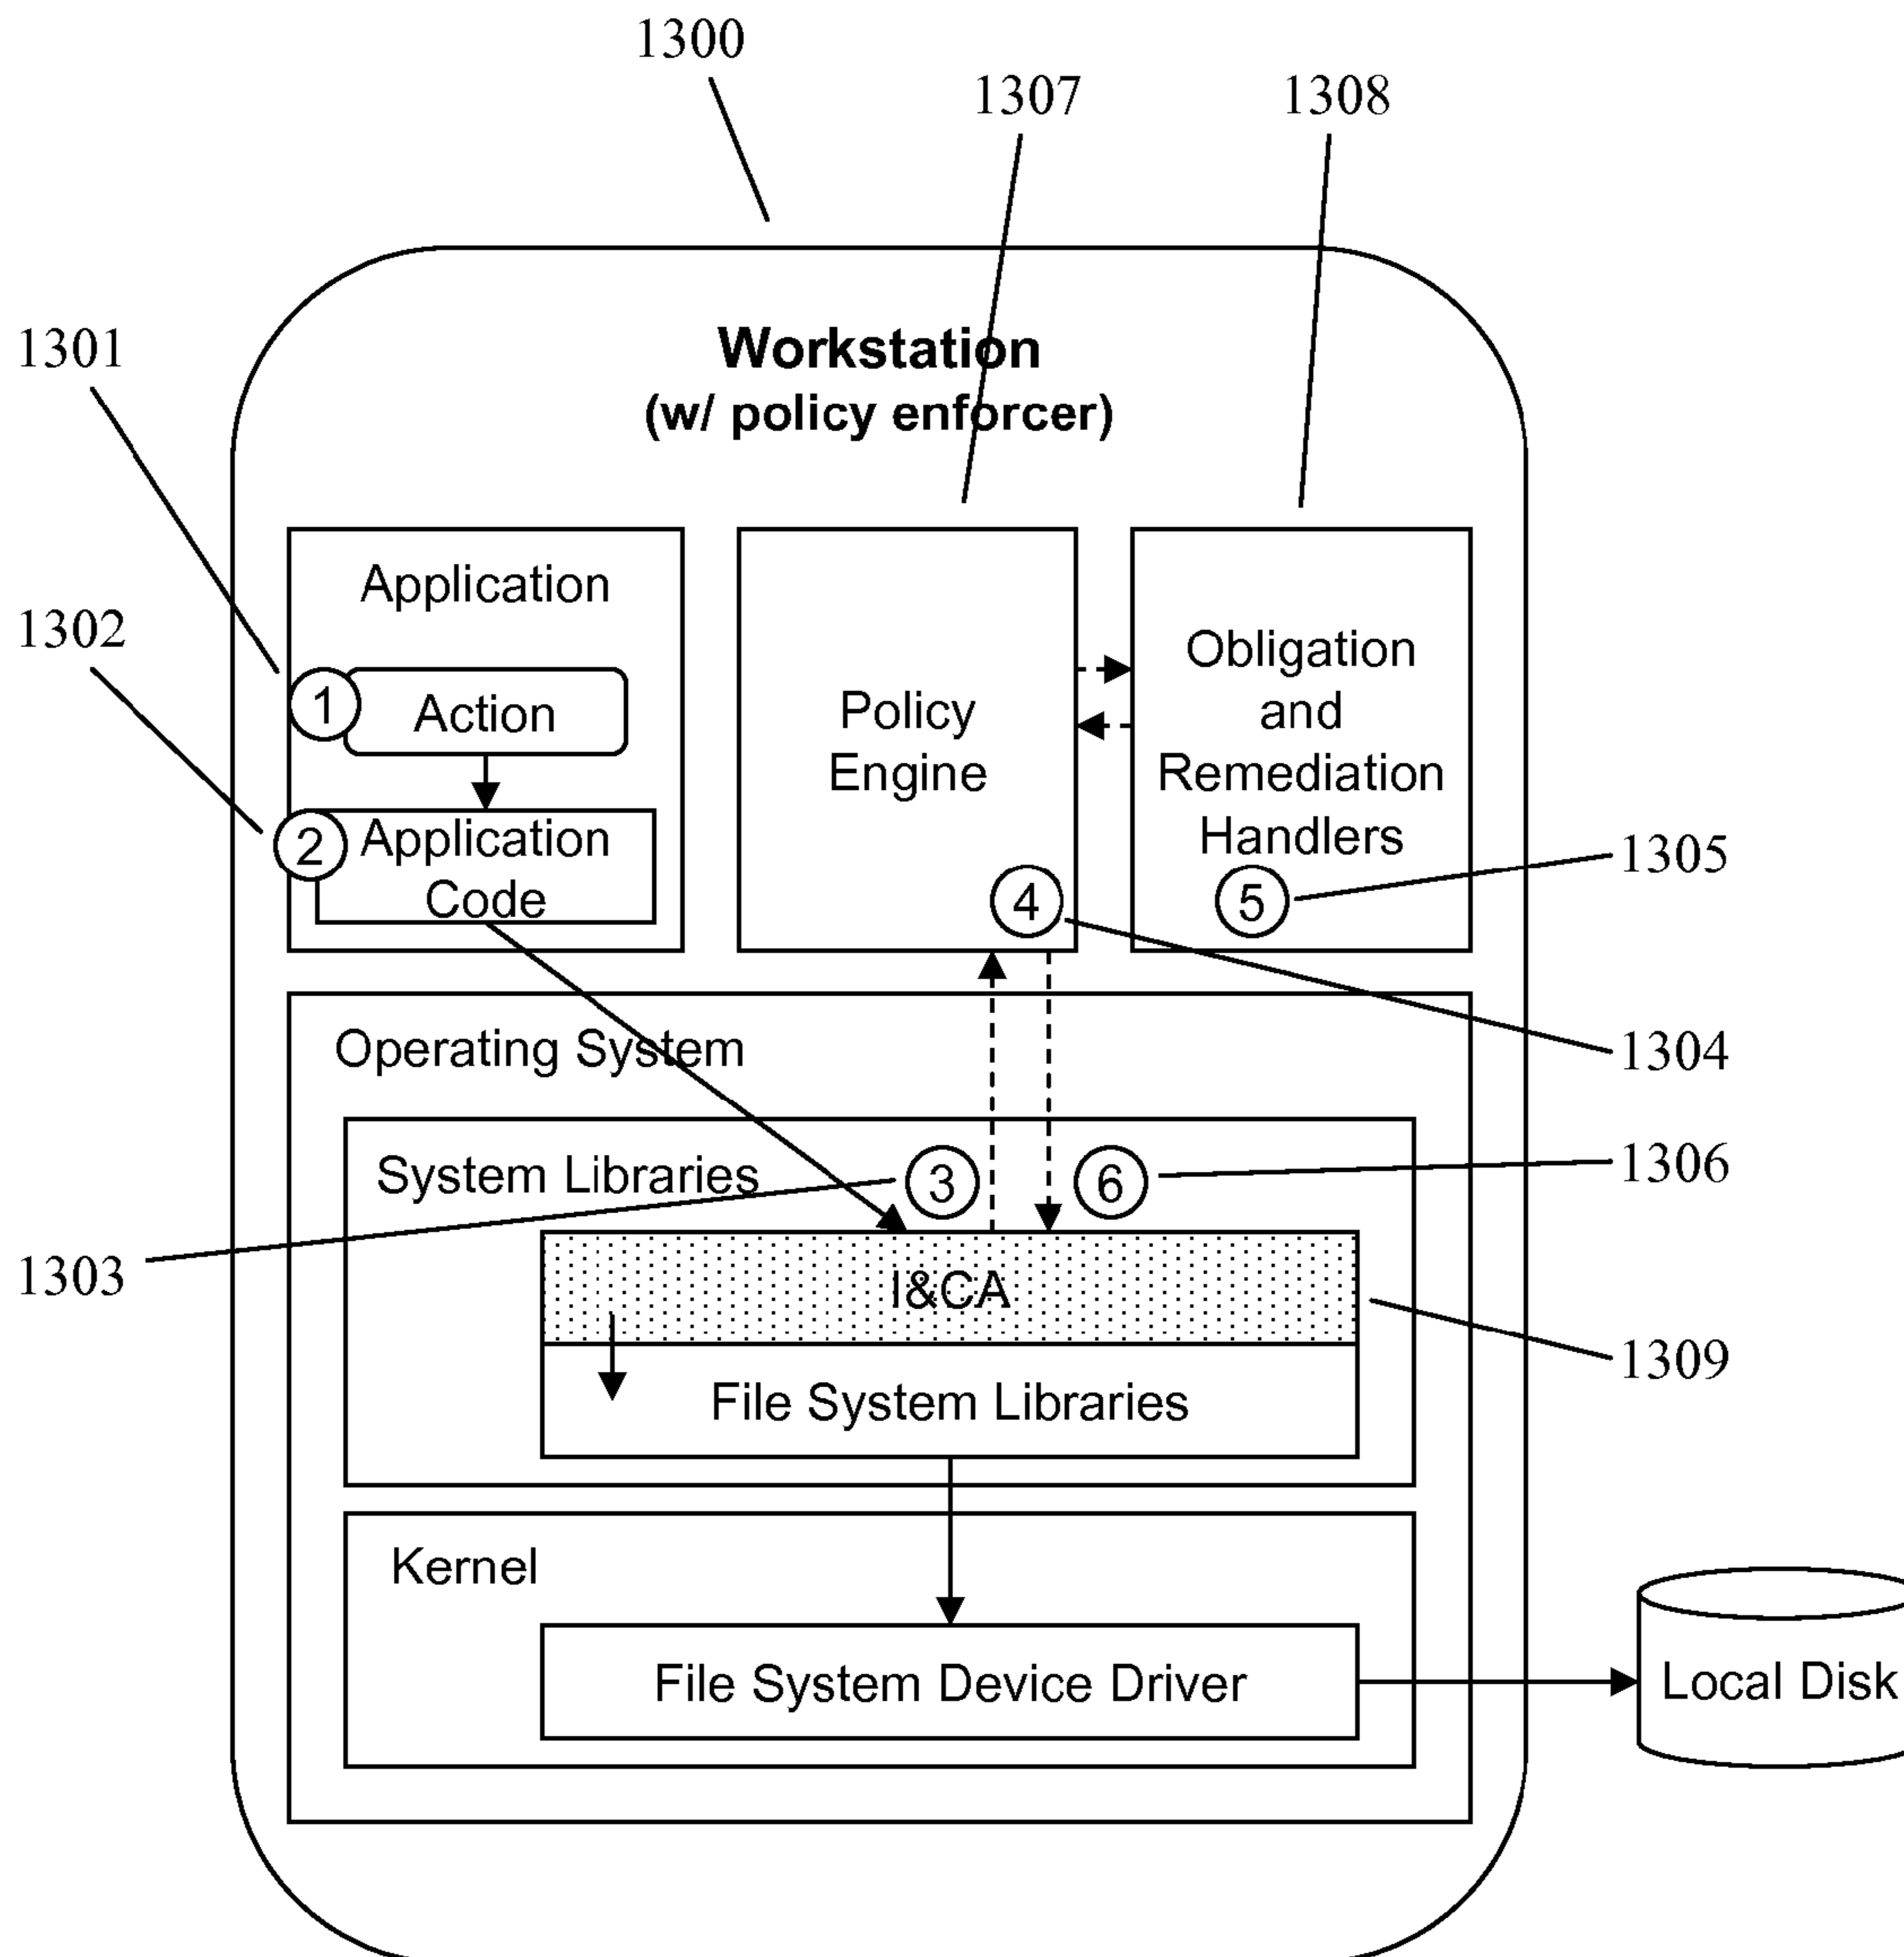 1300
1307
1308
1301
Workstation
(w/ policy enforcer)
1302
Application
1
Action
2
Application
Code
Policy
Engine
4
Obligation
and
Remediation
Handlers
5
1305
1304
Operating System
System Libraries
3
6
1306
1303
I&CA
1309
File System Libraries
Kernel
File System Device Driver
Local Disk